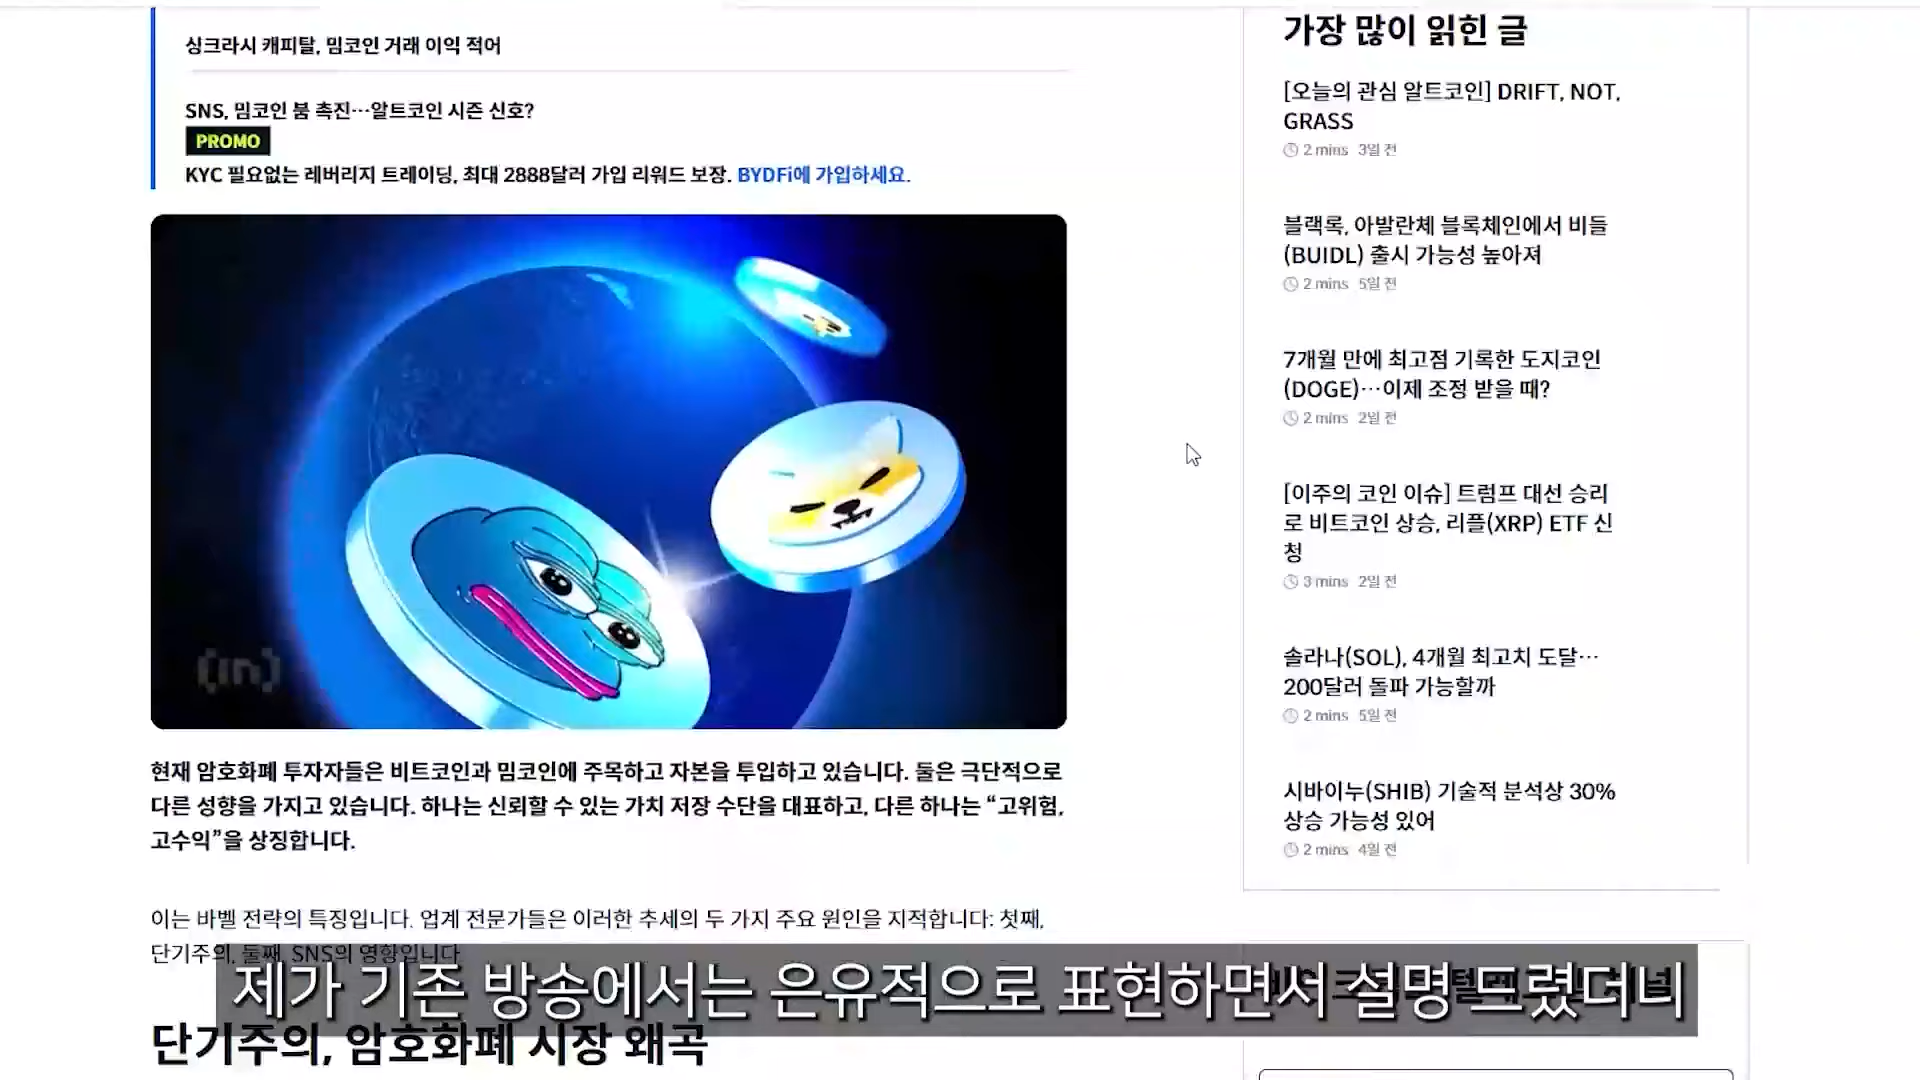 싱크라시 캐피탈, 밈코인 거래 이익 적어
SNS, 밈코인 붐 촉진…알트코인 시즌 신호?
PROMO
KYC 필요없는 레버리지 트레이딩, 최대 2888달러 가입 리워드 보장. BYDFi에 가입하세요.
(in)
현재 암호화폐 투자자들은 비트코인과 밈코인에 주목하고 자본을 투입하고 있습니다. 둘은 극단적으로
다른 성향을 가지고 있습니다. 하나는 신뢰할 수 있는 가치 저장 수단을 대표하고, 다른 하나는 “고위험,
고수익”을 상징합니다.
이는 바벨 전략의 특징입니다. 업계 전문가들은 이러한 추세의 두 가지 주요 원인을 지적합니다: 첫째,
단기주의, 둘째, SNS의 영향입니다
단기주의, 암호화폐 시장 왜곡
가장 많이 읽힌 글
[오늘의 관심 알트코인] DRIFT, NOT,
GRASS
2 mins 3일 전
블랙록, 아발란체 블록체인에서 비들
(BUIDL) 출시 가능성 높아져
2 mins 5일 전
7개월 만에 최고점 기록한 도지코인
(DOGE)…이제 조정 받을 때?
2 mins 2일 전
[이주의 코인 이슈] 트럼프 대선 승리
로 비트코인 상승, 리플(XRP) ETF 신
청
3 mins 2일 전
솔라나(SOL), 4개월 최고치 도달…
200달러 돌파 가능할까
2 mins 5일 전
시바이누(SHIB) 기술적 분석상 30%
상승 가능성 있어
2 mins 4일 전
제가 기존 방송에서는 은유적으로 표현하면서 설명 드렸더니